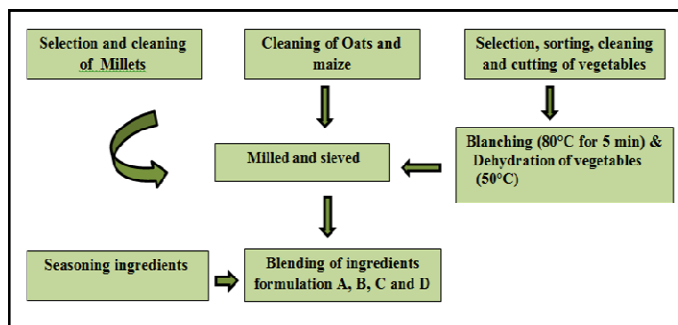 Selection and cleaning
of Millets
Cleaning of Oats and
maize
Selection, sorting, cleaning
and cutting of vegetables
Milled and sieved
Blanching (80°C for 5 min) &
Dehydration of vegetables
(50°C)
Seasoning ingredients
Blending of ingredients
formulation A, B, C and D